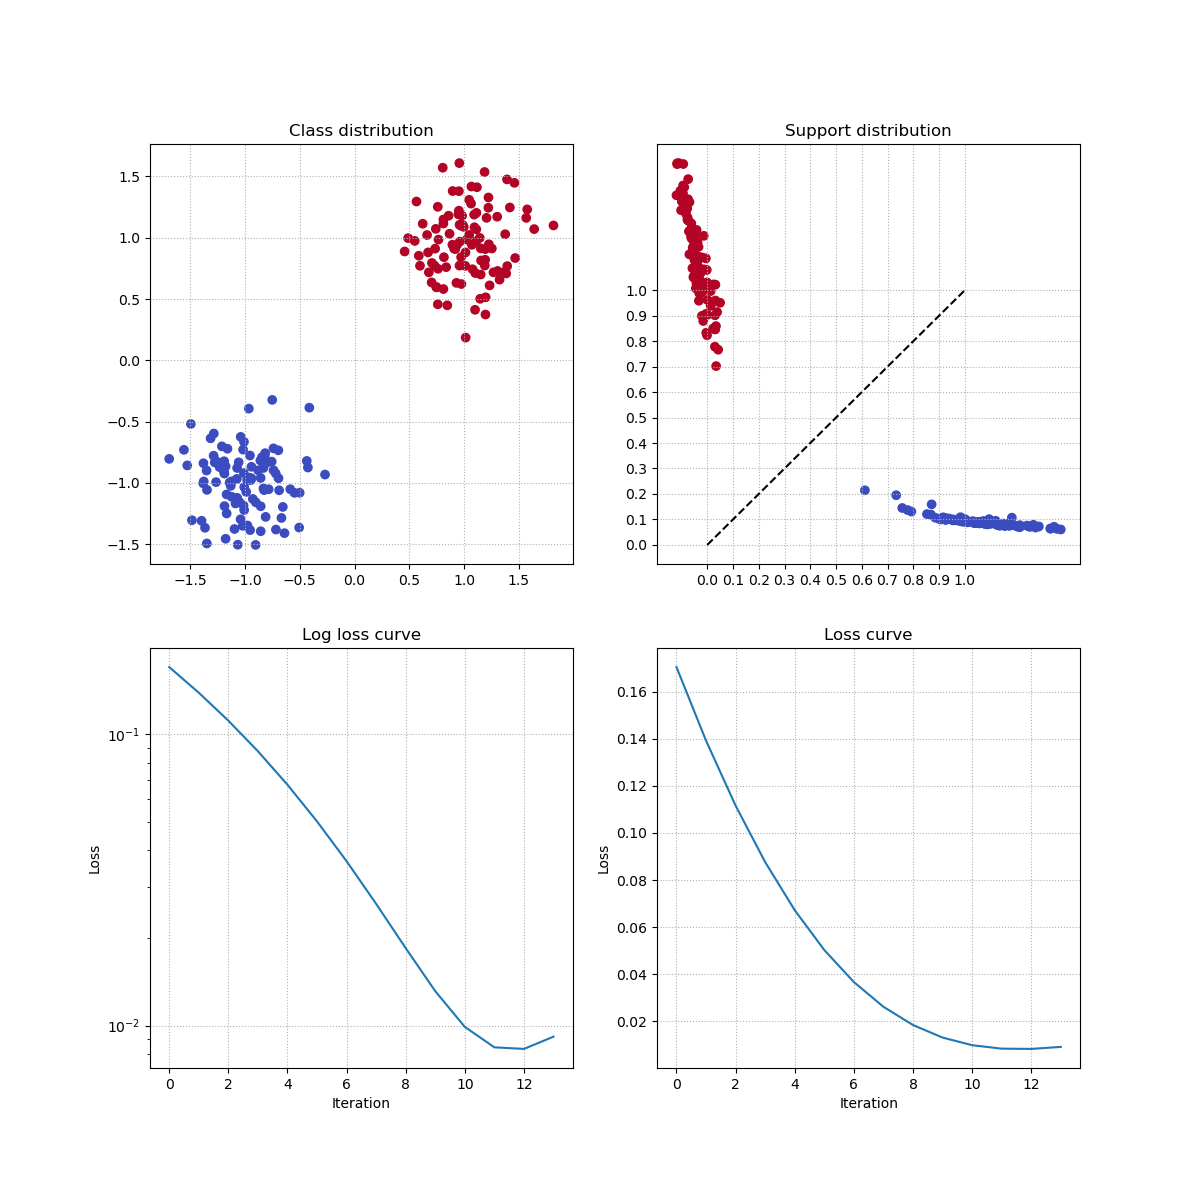 Class distribution
Support distribution
1.5
1.0
0.5
0.0
−0.5
−1.0
−1.5
−1.5 −1.0 −0.5 0.0 0.5 1.0 1.5
1.0
0.9
0.8
0.7
0.6
0.5
0.4
0.3
0.2
0.1
0.0
0.0 0.1 0.2 0.3 0.4 0.5 0.6 0.7 0.8 0.9 1.0
Log loss curve
Loss curve
Loss
10⁻¹
10⁻²
0 2 4 6 8 10 12
Iteration
Loss
0.16
0.14
0.12
0.10
0.08
0.06
0.04
0.02
0 2 4 6 8 10 12
Iteration